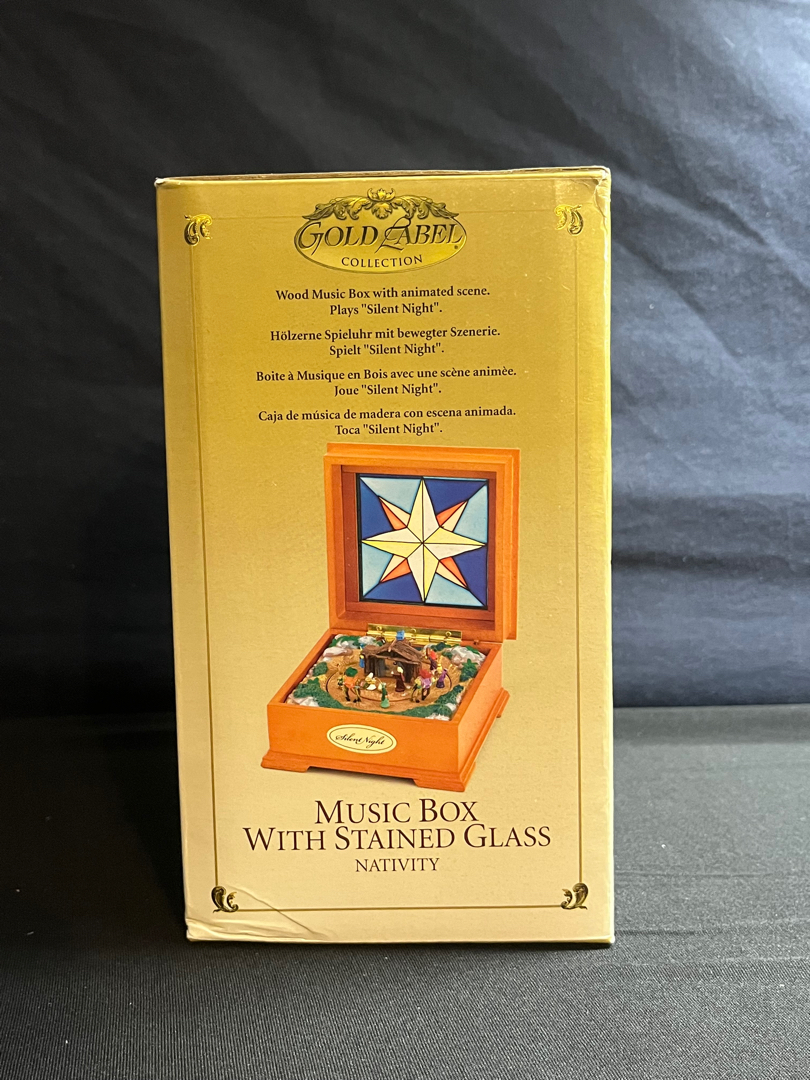 GOLD LABEL
COLLECTION
Wood Music Box with animated scene.
Plays "Silent Night".
Hölzerne Spieluhr mit bewegter Szenerie.
Spielt "Silent Night".
Boite à Musique en Bois avec une scène animèe.
Joue "Silent Night".
Caja de música de madera con escena animada.
Toca "Silent Night".
Silent Night
MUSIC BOX
WITH STAINED GLASS
NATIVITY